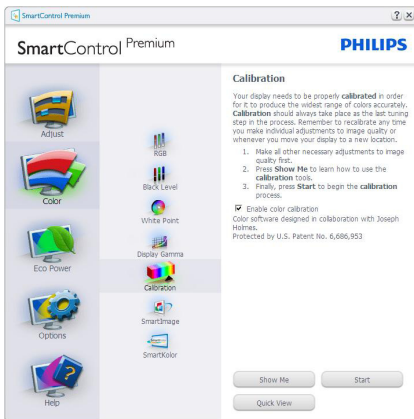 SmartControl Premium
SmartControl Premium
PHILIPS
Adjust
Color
Eco Power
Options
Help
RGB
Black Level
White Point
Display Gamma
Calibration
SmartImage
SmartKolor
Calibration
Your display needs to be properly calibrated in order
for it to produce the widest range of colors accurately.
Calibration should always take place as the last tuning
step in the process. Remember to recalibrate any time
you make individual adjustments to image quality or
whenever you move your display to a new location.
1. Make all other necessary adjustments to image
quality first.
2. Press Show Me to learn how to use the
calibration tools.
3. Finally, press Start to begin the calibration
process.
Enable color calibration
Color software designed in collaboration with Joseph
Holmes.
Protected by U.S. Patent No. 6,686,953
Show Me
Start
Quick View